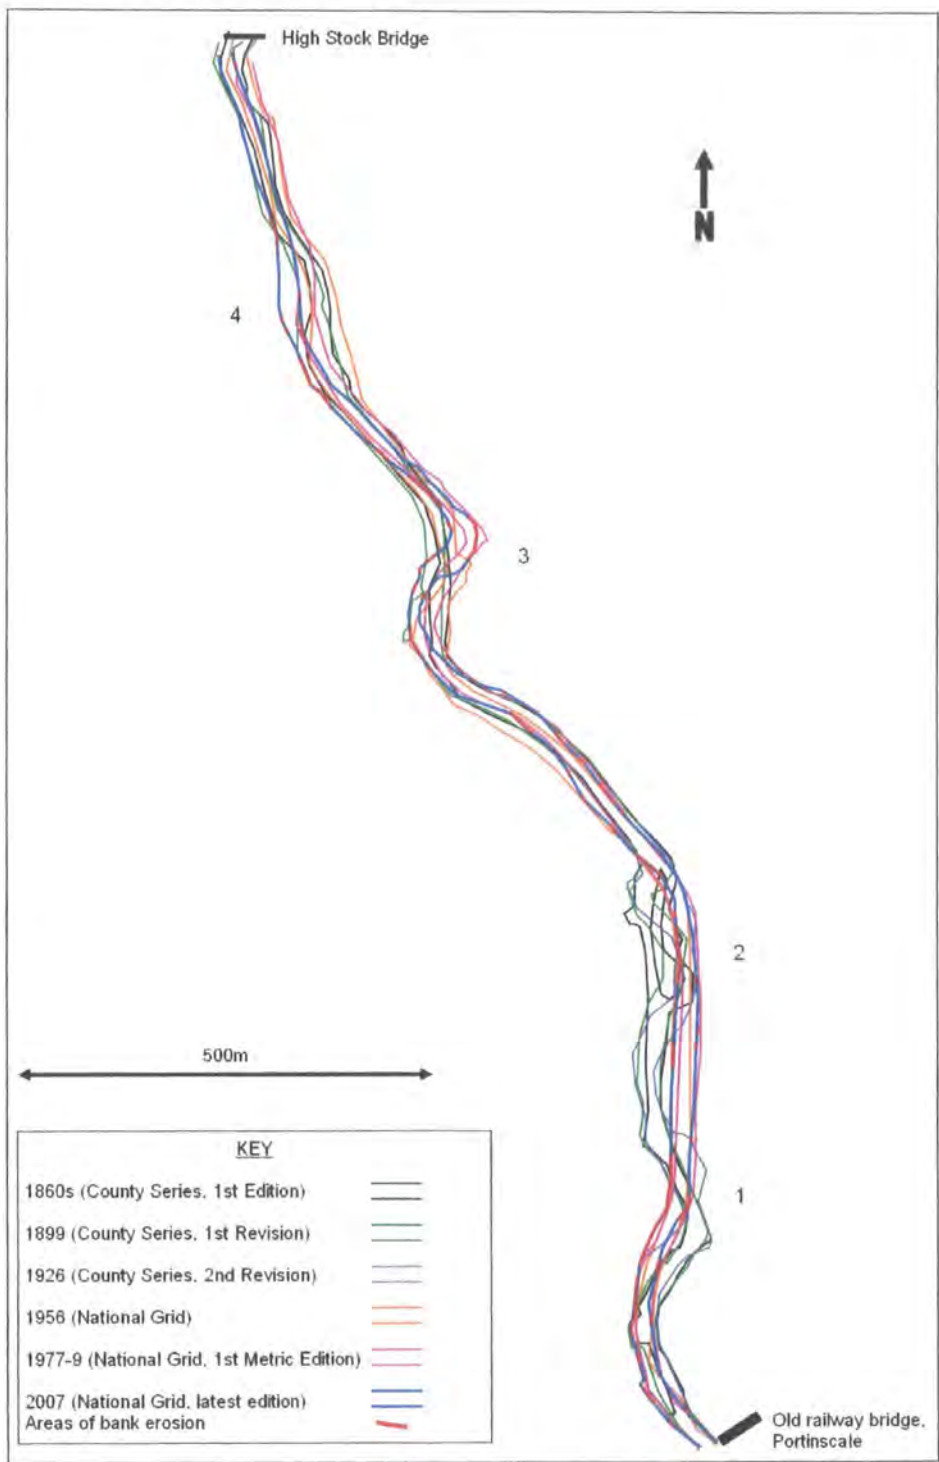 High Stock Bridge
N
4
3
2
500m
1
KEY
1860s (County Series, 1st Edition)
1899 (County Series, 1st Revision)
1926 (County Series, 2nd Revision)
1956 (National Grid)
1977-9 (National Grid, 1st Metric Edition)
2007 (National Grid, latest edition)
Areas of bank erosion
Old railway bridge,
Portinscale